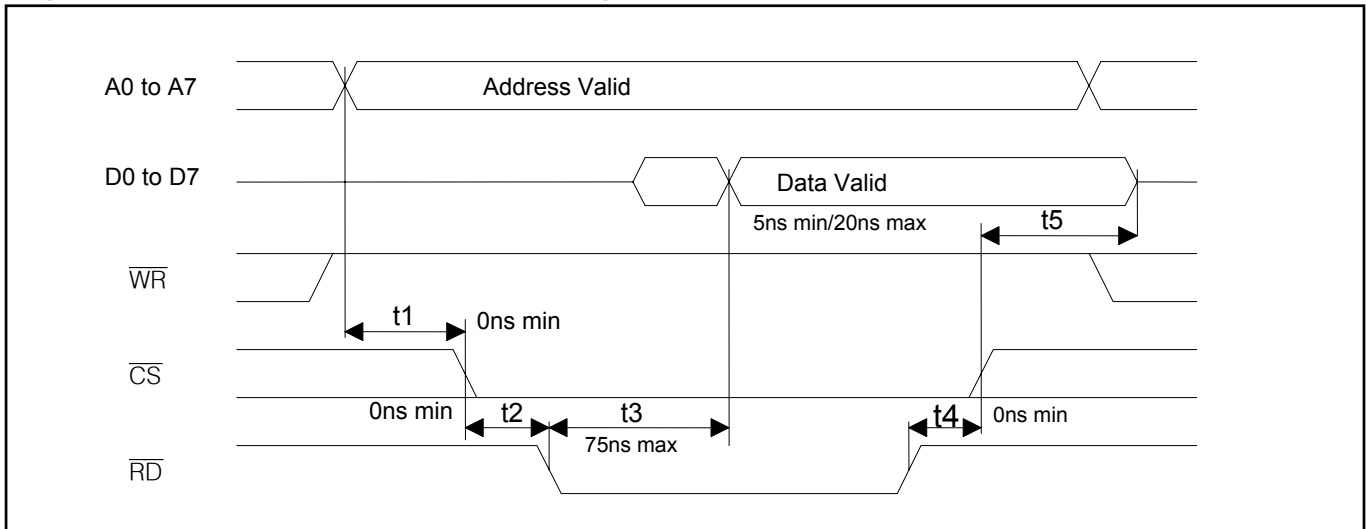 A0 to A7
Address Valid
D0 to D7
Data Valid
5ns min/20ns max
t5
WR
t1
0ns min
CS
0ns min
t2
t3
t4
0ns min
75ns max
RD